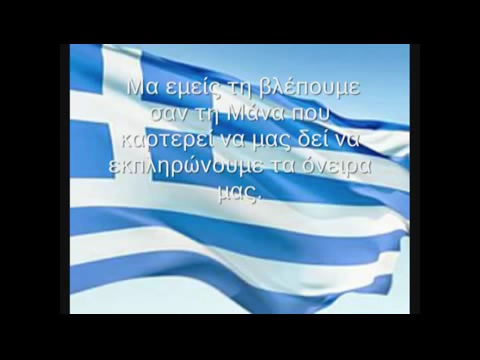 Μα εμείς τη βλέπουμε
σαν τη Μάνα που
καρτερεί να μας δεί να
εκπληρώνουμε τα όνειρα
μας.